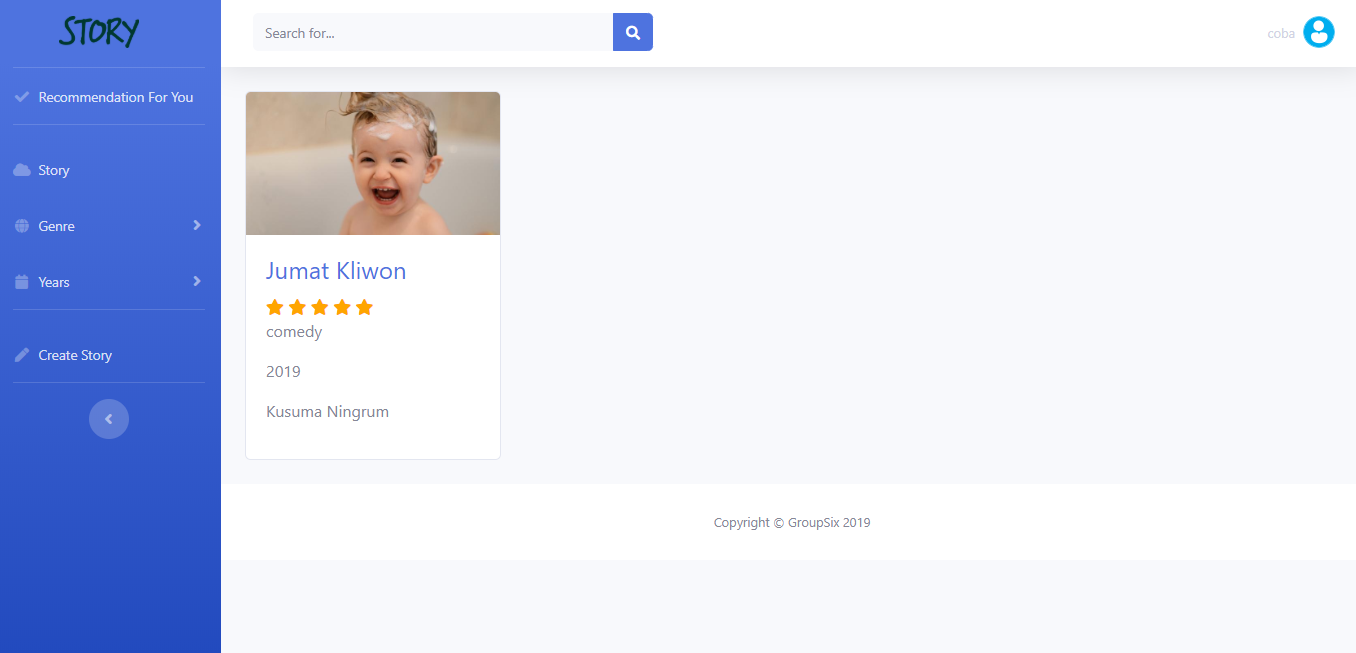 STORY
Search for...
coba
Recommendation For You
Story
Genre
Years
Create Story
Jumat Kliwon
comedy
2019
Kusuma Ningrum
Copyright © GroupSix 2019